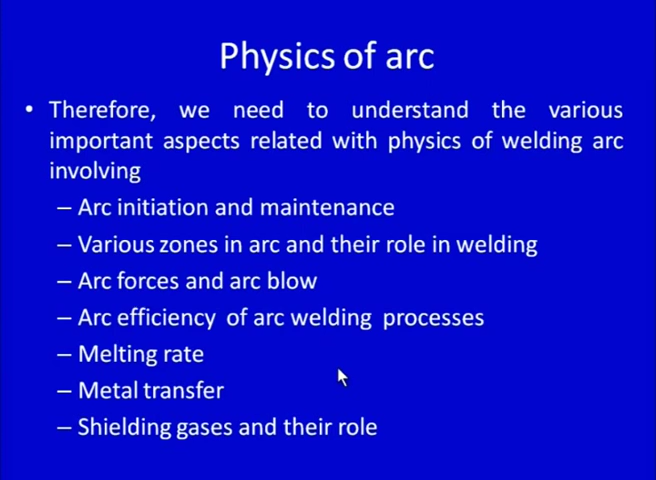 Physics of arc
• Therefore, we need to understand the various
important aspects related with physics of welding arc
involving
– Arc initiation and maintenance
– Various zones in arc and their role in welding
– Arc forces and arc blow
– Arc efficiency of arc welding processes
– Melting rate
– Metal transfer
– Shielding gases and their role